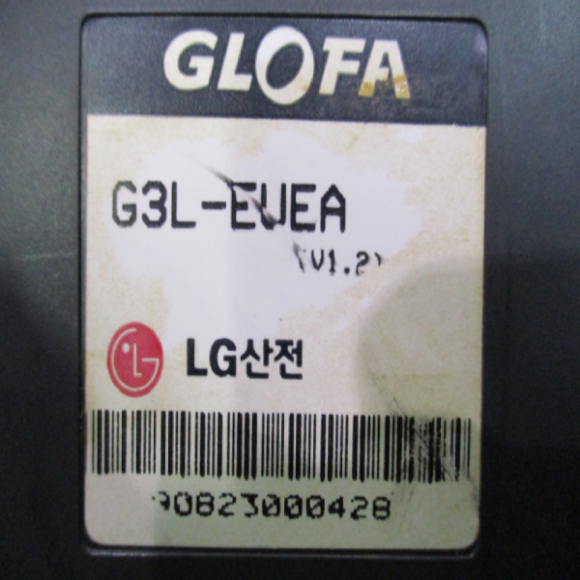 GLOFA
G3L-EUEA
(V1.2)
LG산전
90823000428